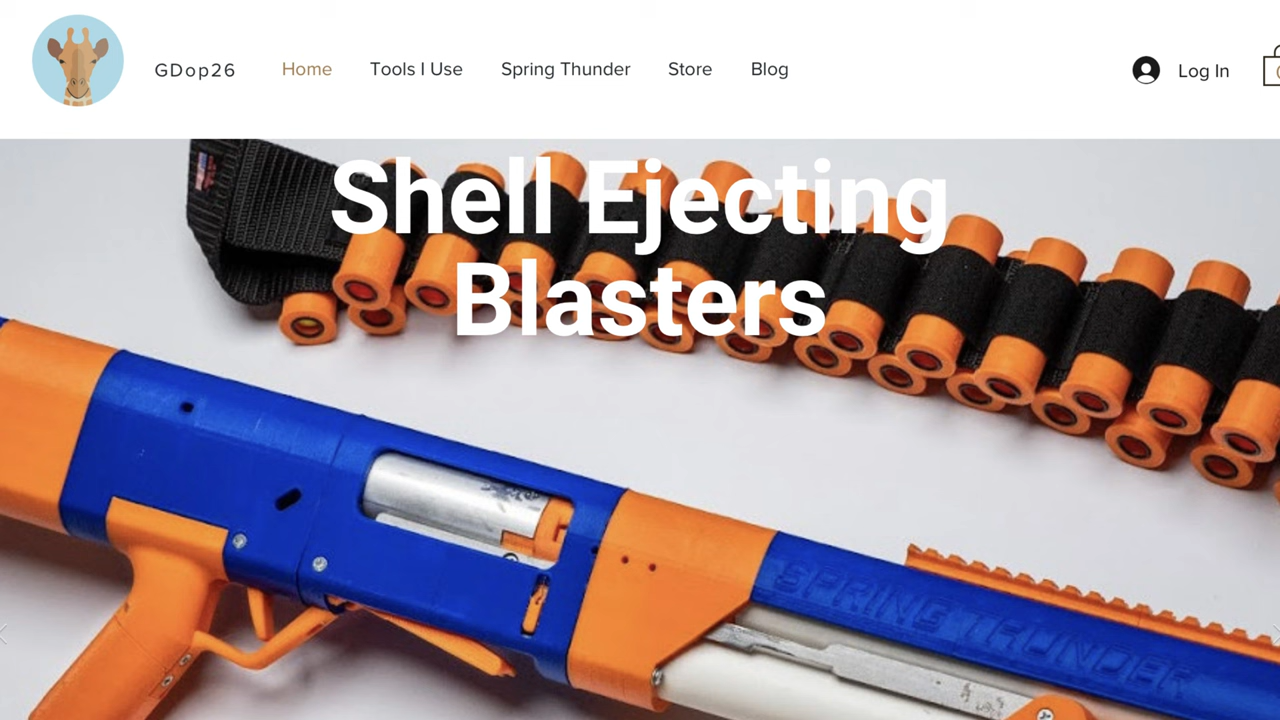 GDop26
Home
Tools I Use
Spring Thunder
Store
Blog
Log In
Shell Ejecting
Blasters
SPRING THUNDER